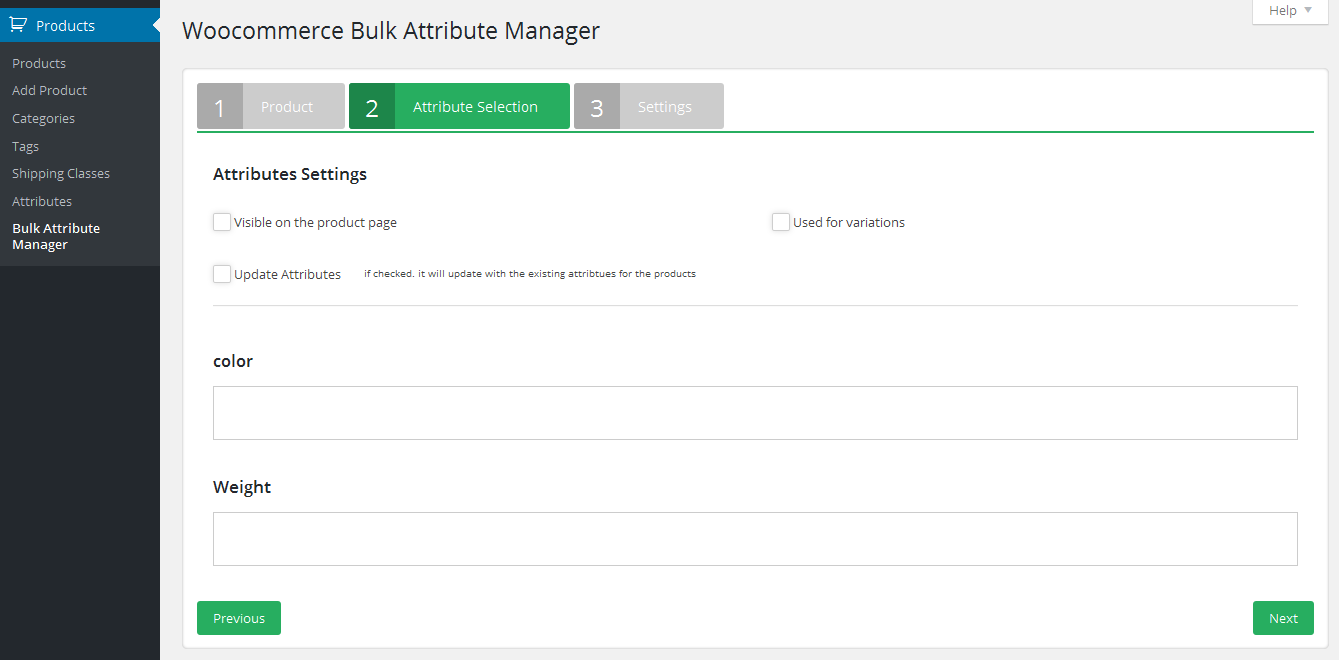 Products
Products
Add Product
Categories
Tags
Shipping Classes
Attributes
Bulk Attribute
Manager
Help
Woocommerce Bulk Attribute Manager
1 Product 2 Attribute Selection 3 Settings
Attributes Settings
Visible on the product page Used for variations
Update Attributes if checked. it will update with the existing attribtues for the products
color
Weight
Previous Next